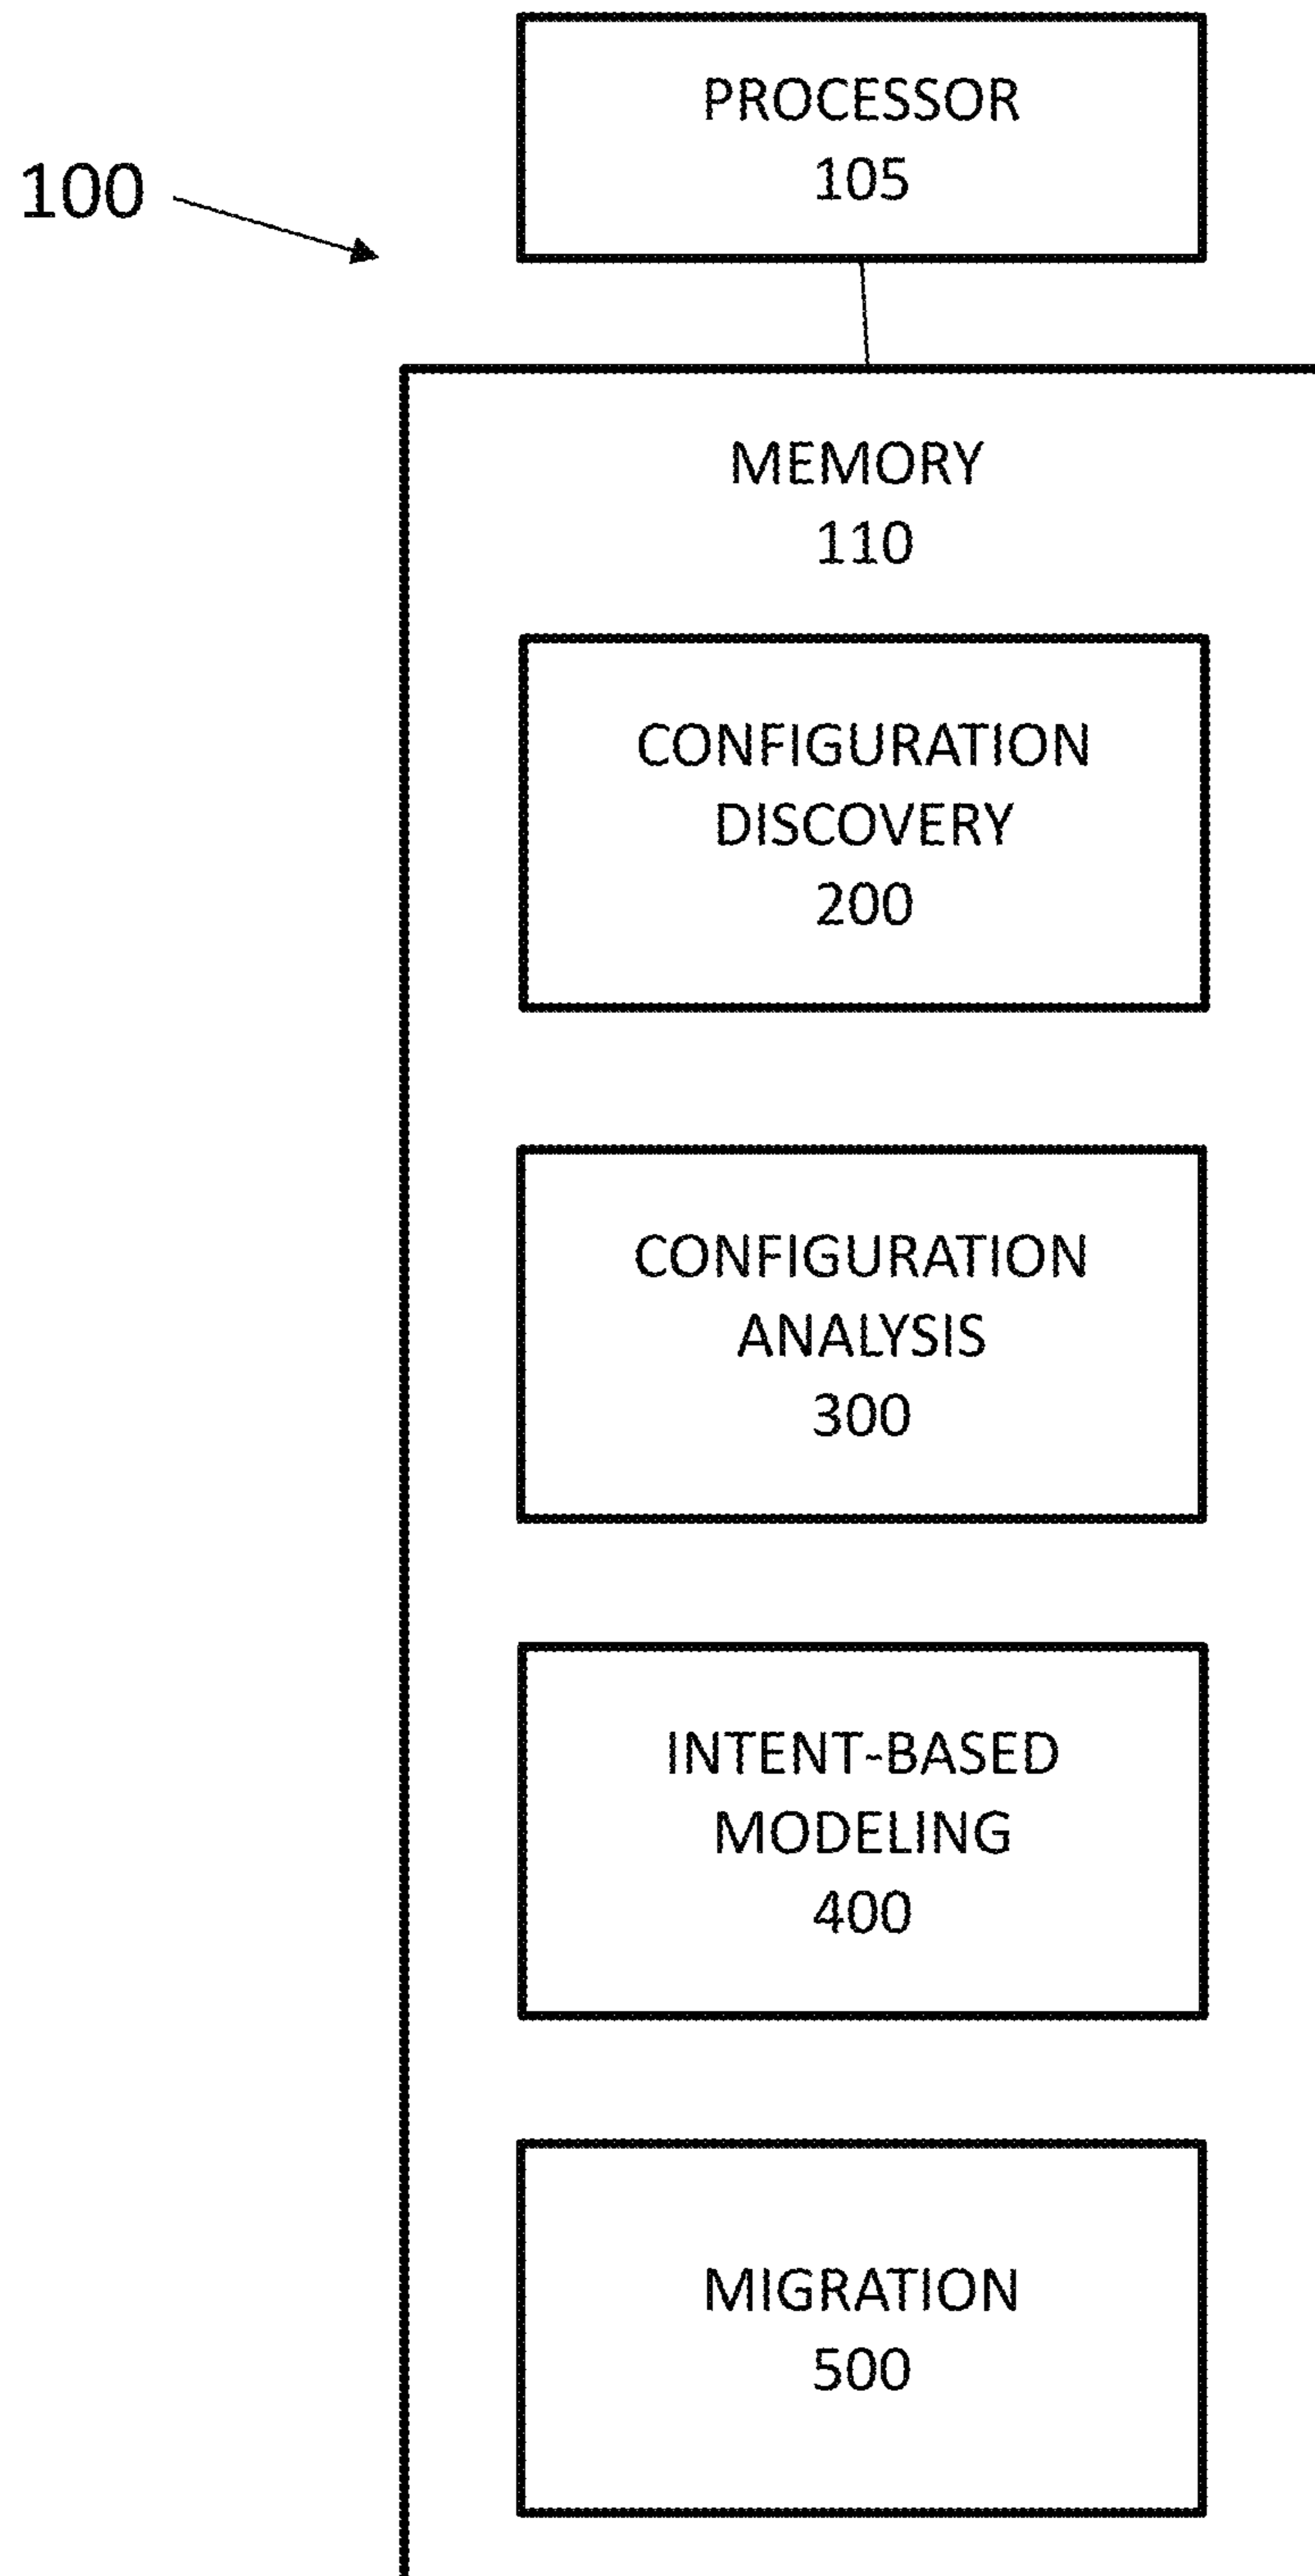 PROCESSOR
105
100
MEMORY
110
CONFIGURATION
DISCOVERY
200
CONFIGURATION
ANALYSIS
300
INTENT-BASED
MODELING
400
MIGRATION
500